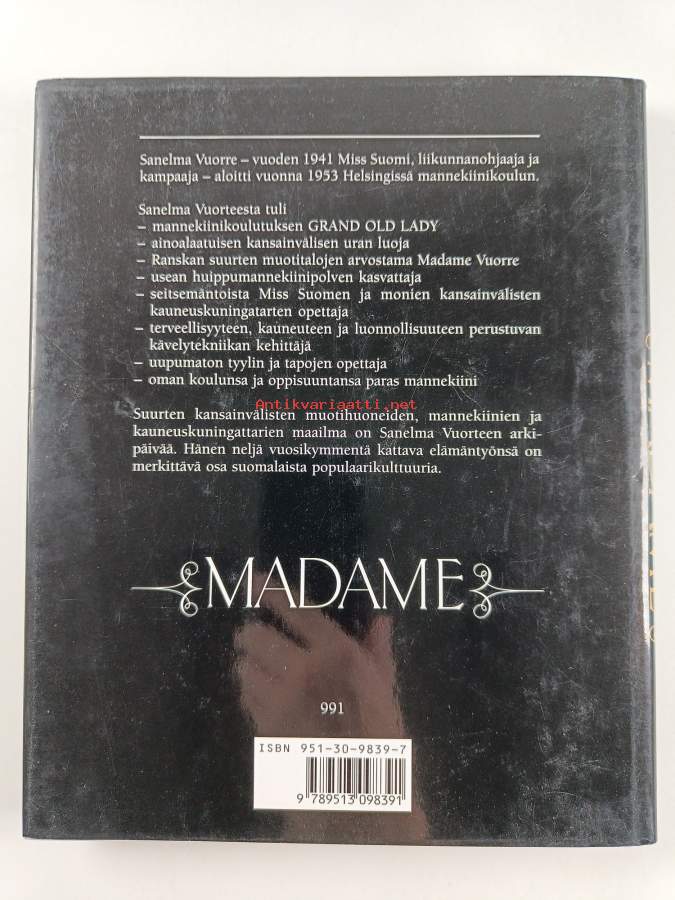 Sanelma Vuorre – vuoden 1941 Miss Suomi, liikunnanohjaaja ja
kampaaja – aloitti vuonna 1953 Helsingissä mannekiinikoulun.
Sanelma Vuorteesta tuli
– mannekiinikoulutuksen GRAND OLD LADY
– ainoalaatuisen kansainvälisen uran luoja
– Ranskan suurten muotitalojen arvostama Madame Vuorre
– usean huippumannekiinipolven kasvattaja
– seitsemäntoista Miss Suomen ja monien kansainvälisten
kauneuskuningatarten opettaja
– terveellisyyteen, kauneuteen ja luonnollisuuteen perustuvan
kävelytekniikan kehittäjä
– uupumaton tyylin ja tapojen opettaja
– oman koulunsa ja oppisuuntansa paras mannekiini
Antikvariaatti.net
Suurten kansainvälisten muotihuoneiden, mannekiinien ja
kauneuskuningattarien maailma on Sanelma Vuorteen arki-
päivää. Hänen neljä vuosikymmentä kattava elämäntyönsä on
merkittävä osa suomalaista populaarikulttuuria.
MADAME
991
ISBN 951-30-9839-7
9 789513 098391